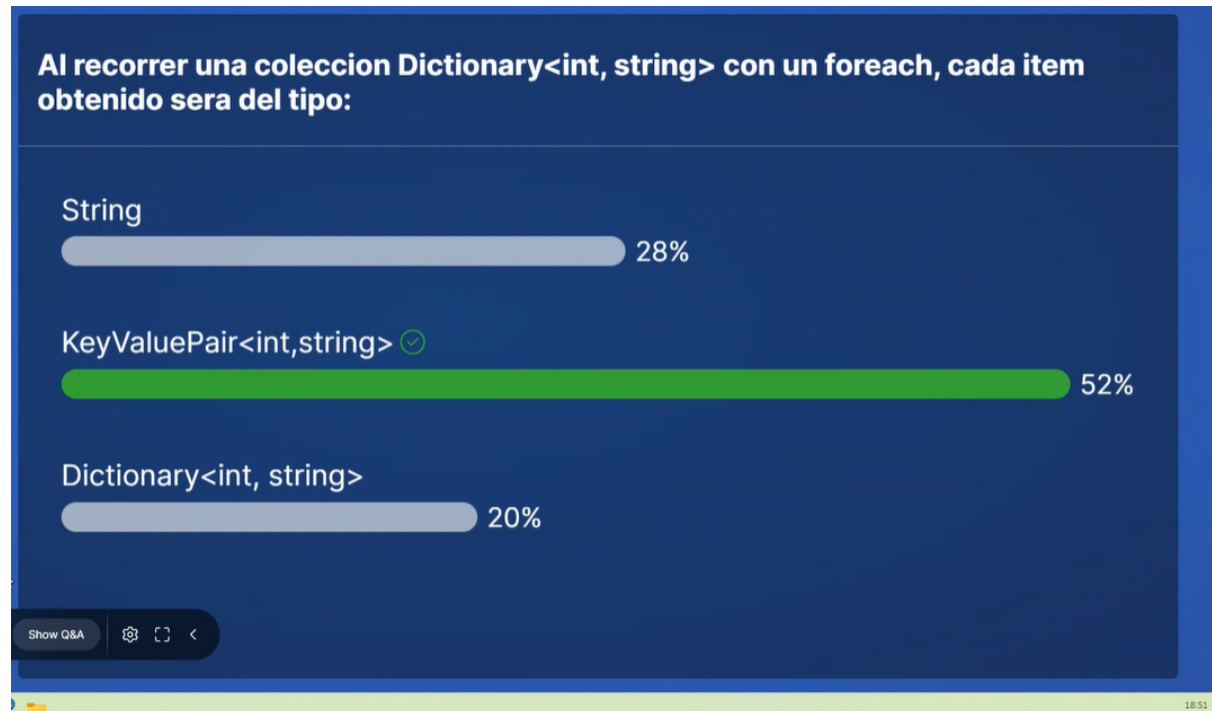 Al recorrer una coleccion Dictionary<int, string> con un foreach, cada item
obtenido sera del tipo:
String
28%
KeyValuePair<int,string>
52%
Dictionary<int, string>
20%
Show Q&A
18:51